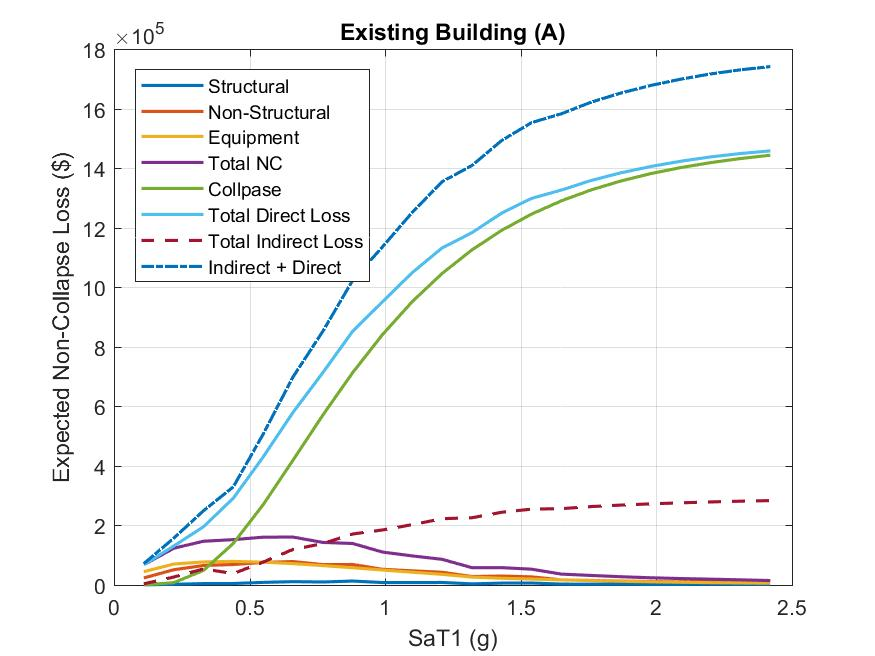 Existing Building (A)
×10⁵
18
16
14
12
10
8
6
4
2
0
Expected Non-Collapse Loss ($)
Structural
Non-Structural
Equipment
Total NC
Collpase
Total Direct Loss
Total Indirect Loss
Indirect + Direct
0 0.5 1 1.5 2 2.5
SaT1 (g)